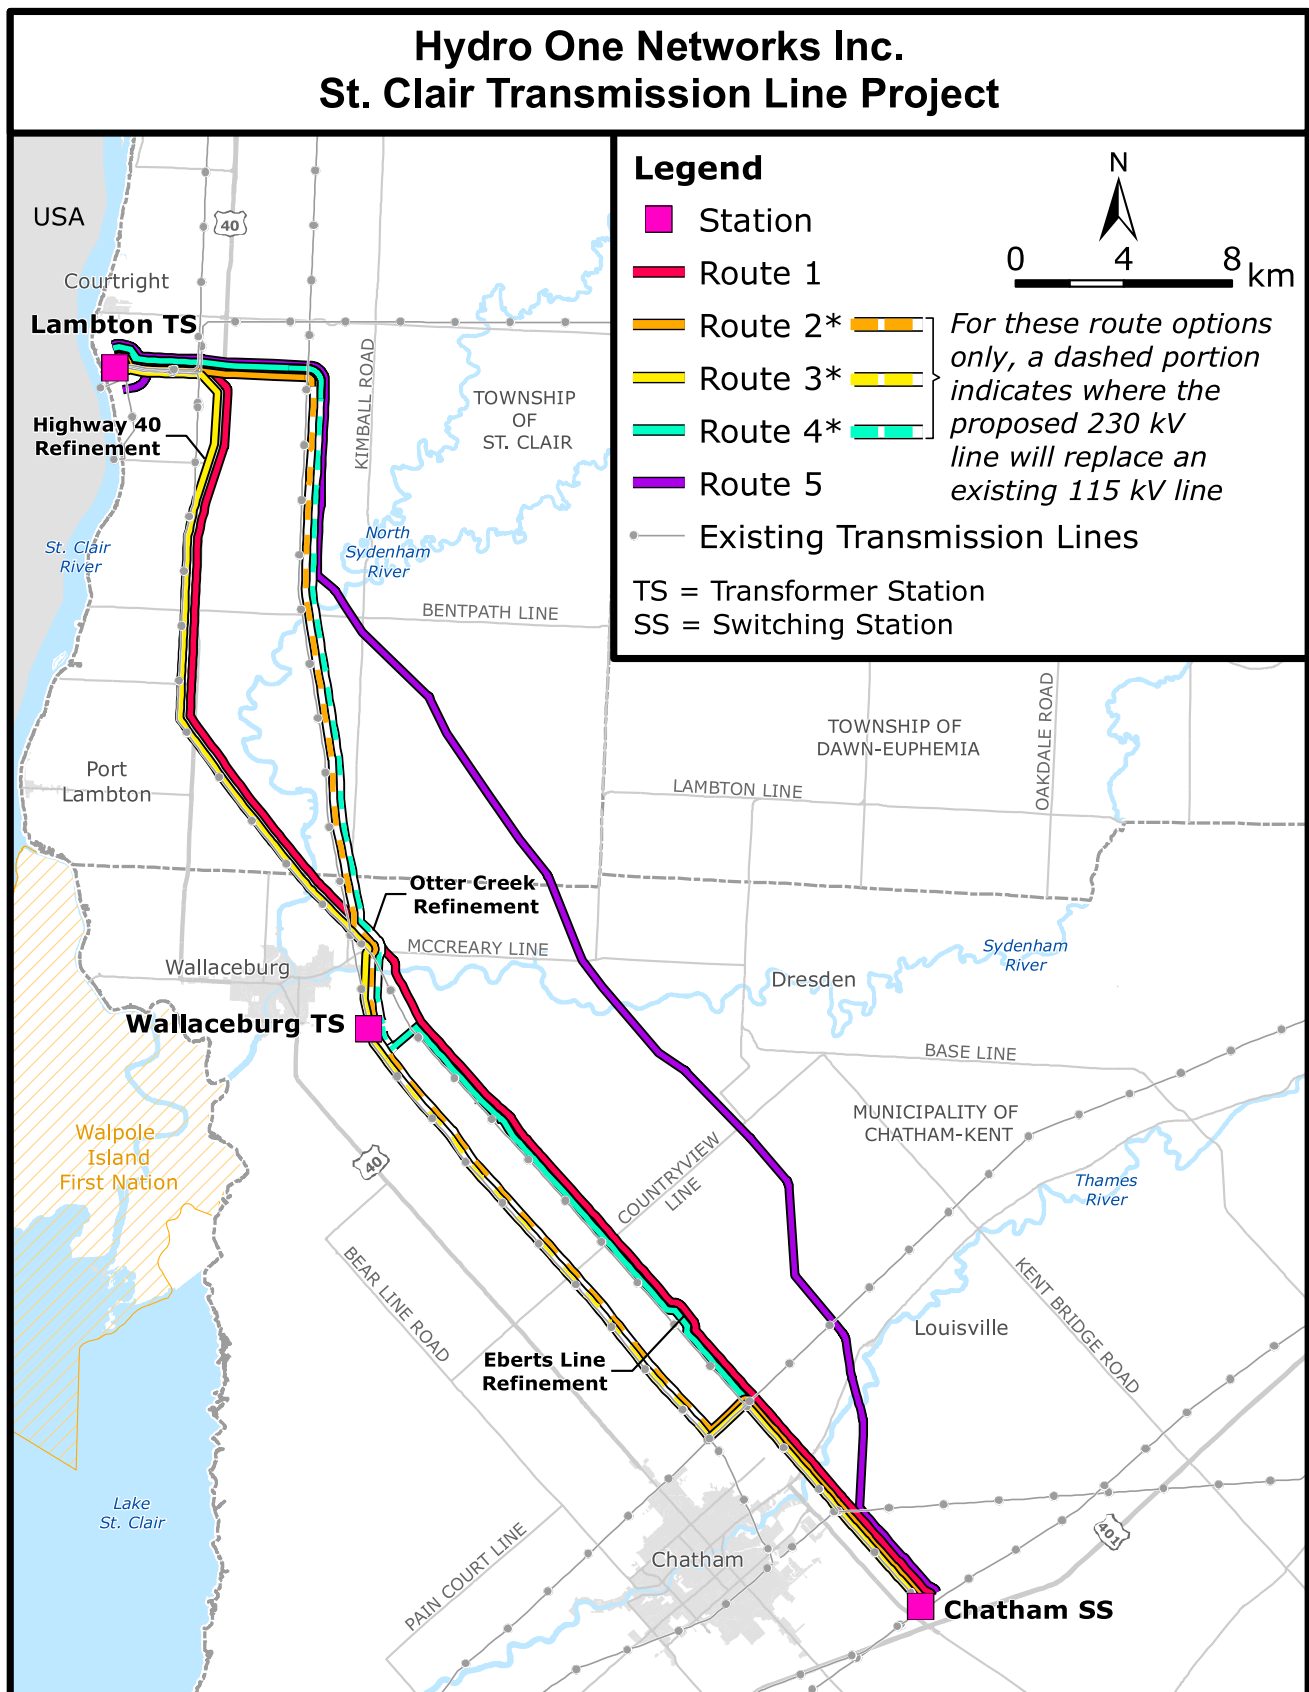 Hydro One Networks Inc.
St. Clair Transmission Line Project
Legend
Station
Route 1
Route 2*
Route 3*
Route 4*
Route 5
Existing Transmission Lines
TS = Transformer Station
SS = Switching Station
For these route options
only, a dashed portion
indicates where the
proposed 230 kV
line will replace an
existing 115 kV line
N
0 4 8 km
USA
40
Courtright
Lambton TS
Highway 40
Refinement
KIMBALL ROAD
TOWNSHIP
OF
ST. CLAIR
St. Clair
River
North
Sydenham
River
BENTPATH LINE
TOWNSHIP OF
DAWN-EUPHEMIA
OAKDALE ROAD
Port
Lambton
LAMBTON LINE
Otter Creek
Refinement
MCCREARY LINE
Wallaceburg
Sydenham
River
Dresden
Wallaceburg TS
BASE LINE
MUNICIPALITY OF
CHATHAM-KENT
Walpole
Island
First Nation
40
COUNTRYVIEW
LINE
Thames
River
BEAR LINE ROAD
KENT BRIDGE ROAD
Louisville
Eberts Line
Refinement
Lake
St. Clair
401
PAIN COURT LINE
Chatham
Chatham SS